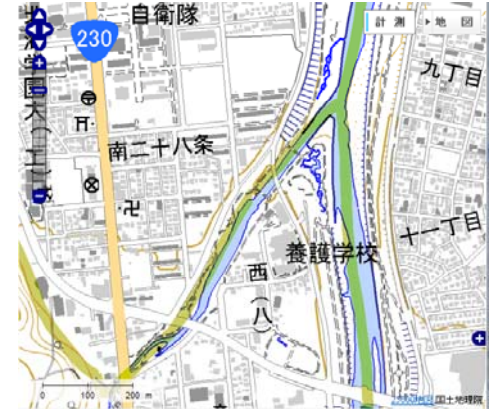 自衛隊
計測
地図
230
九丁目
南二十八条
十一丁目
養護学校
西
(八)
0 100 200 m
国土地理院